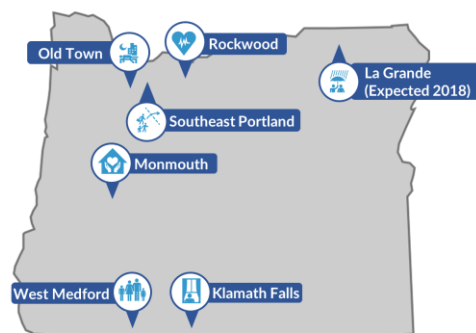 Rockwood
Old Town
La Grande
(Expected 2018)
Southeast Portland
Monmouth
West Medford
Klamath Falls